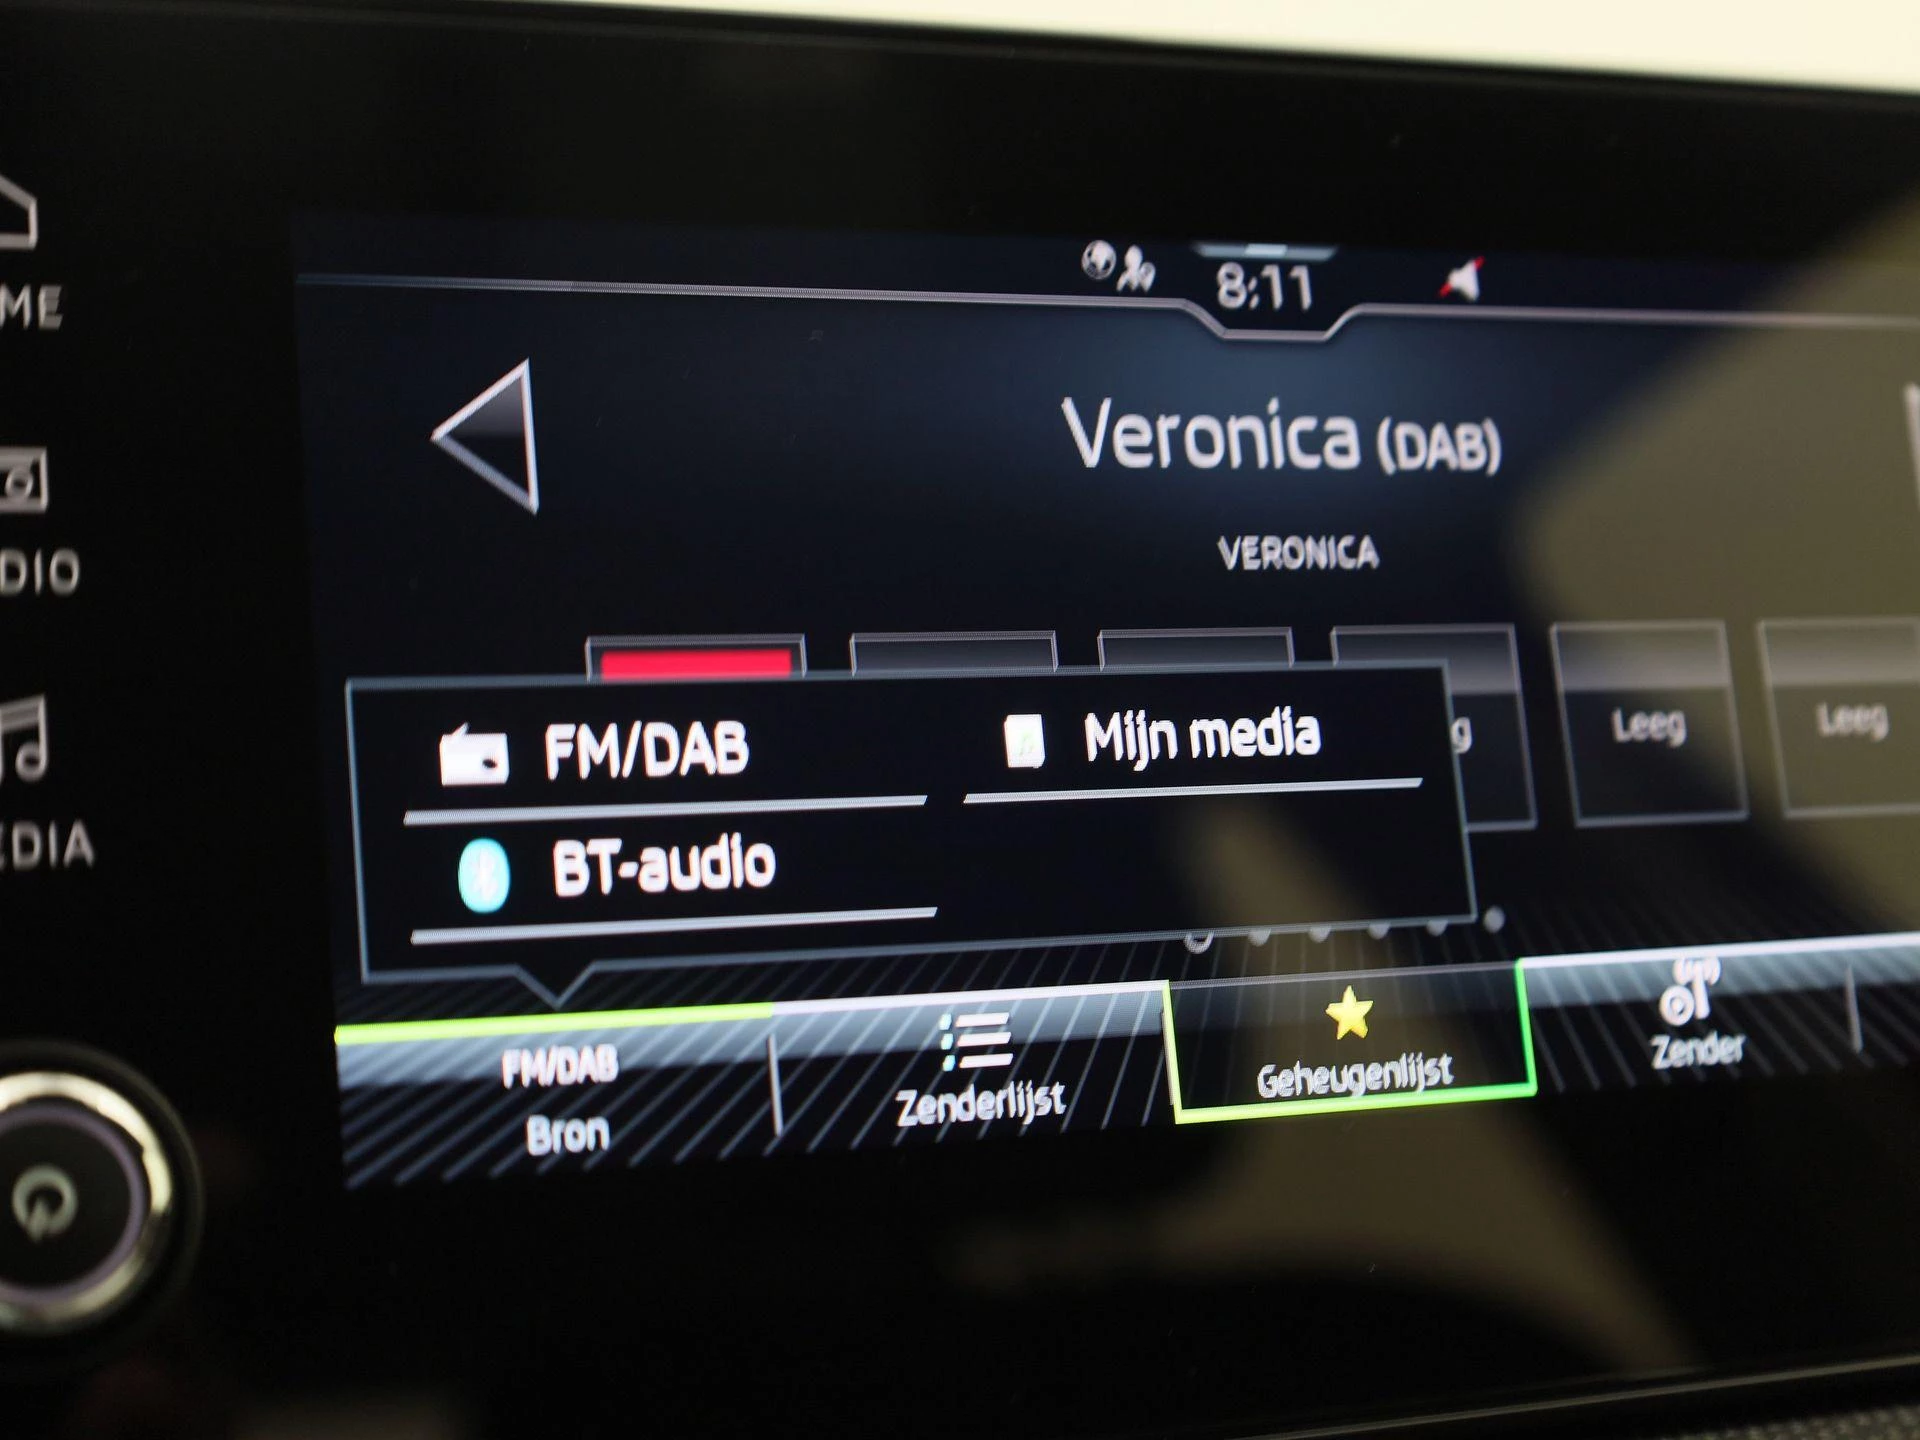 8:11
Veronica (DAB)
VERONICA
FM/DAB
Mijn media
Leeg
Leeg
BT-audio
FM/DAB
Bron
Zenderlijst
Geheugenlijst
Zender
ME
DIO
EDIA